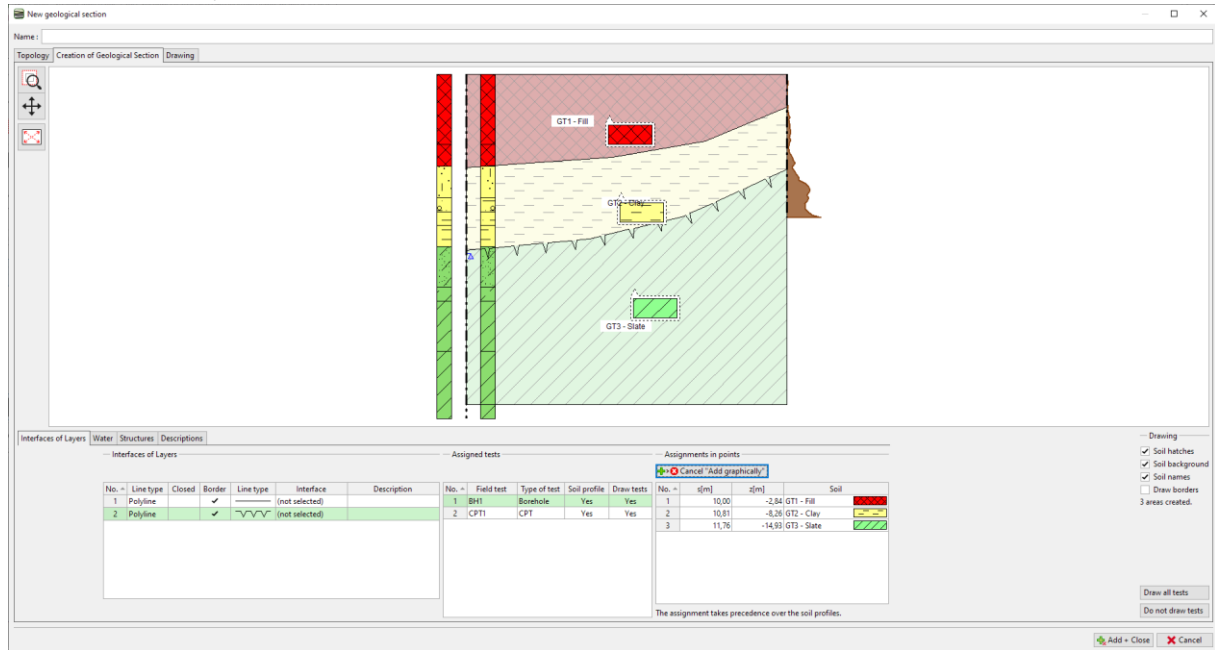 New geological section
Name :
Topology Creation of Geological Section Drawing
GT1 - Fill
GT2 - Clay
GT3 - Slate
Interfaces of Layers Water Structures Descriptions
Interfaces of Layers
No. Line type Closed Border Line type Interface Description
1 Polyline (not selected)
2 Polyline (not selected)
Assigned tests
No. Field test Type of test Soil profile Draw tests
1 BH1 Borehole Yes Yes
2 CPT1 CPT Yes Yes
Assignments in points
Cancel "Add graphically"
No. s[m] z[m] Soil
1 10,00 -2,84 GT1 - Fill
2 10,81 -8,26 GT2 - Clay
3 11,76 -14,93 GT3 - Slate
The assignment takes precedence over the soil profiles.
Drawing
Soil hatches
Soil background
Soil names
Draw borders
3 areas created.
Draw all tests
Do not draw tests
Add + Close Cancel